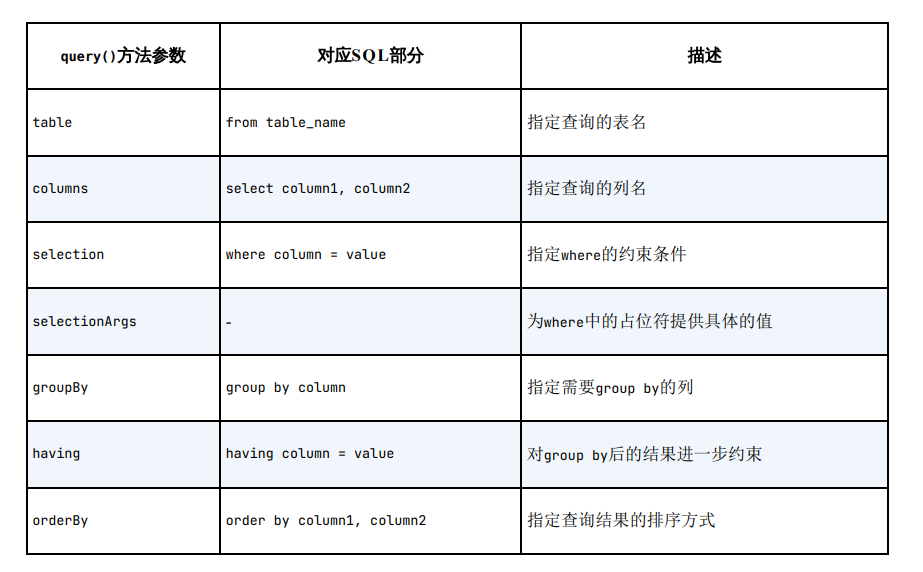 query()方法参数 对应SQL部分 描述
table from table_name 指定查询的表名
columns select column1, column2 指定查询的列名
selection where column = value 指定where的约束条件
selectionArgs - 为where中的占位符提供具体的值
groupBy group by column 指定需要group by的列
having having column = value 对group by后的结果进一步约束
orderBy order by column1, column2 指定查询结果的排序方式